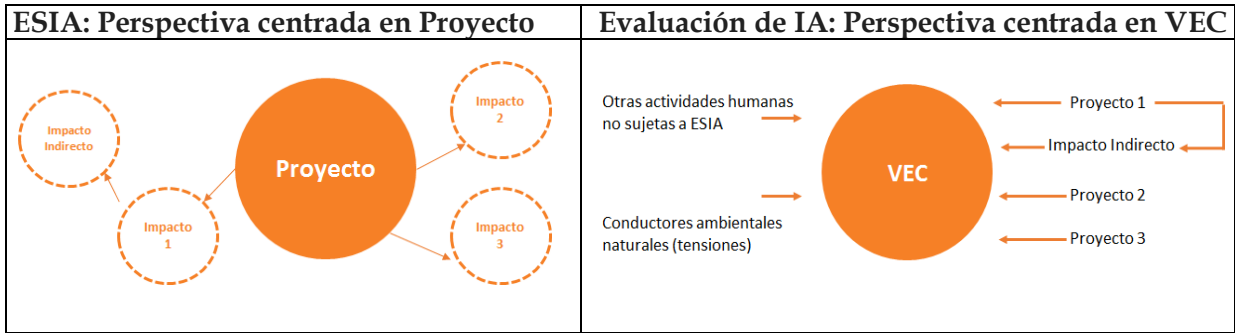 ESIA: Perspectiva centrada en Proyecto
Impacto
Indirecto
Impacto
1
Proyecto
Impacto
2
Impacto
3
Evaluación de IA: Perspectiva centrada en VEC
Otras actividades humanas
no sujetas a ESIA
Conductores ambientales
naturales (tensiones)
VEC
Proyecto 1
Impacto Indirecto
Proyecto 2
Proyecto 3